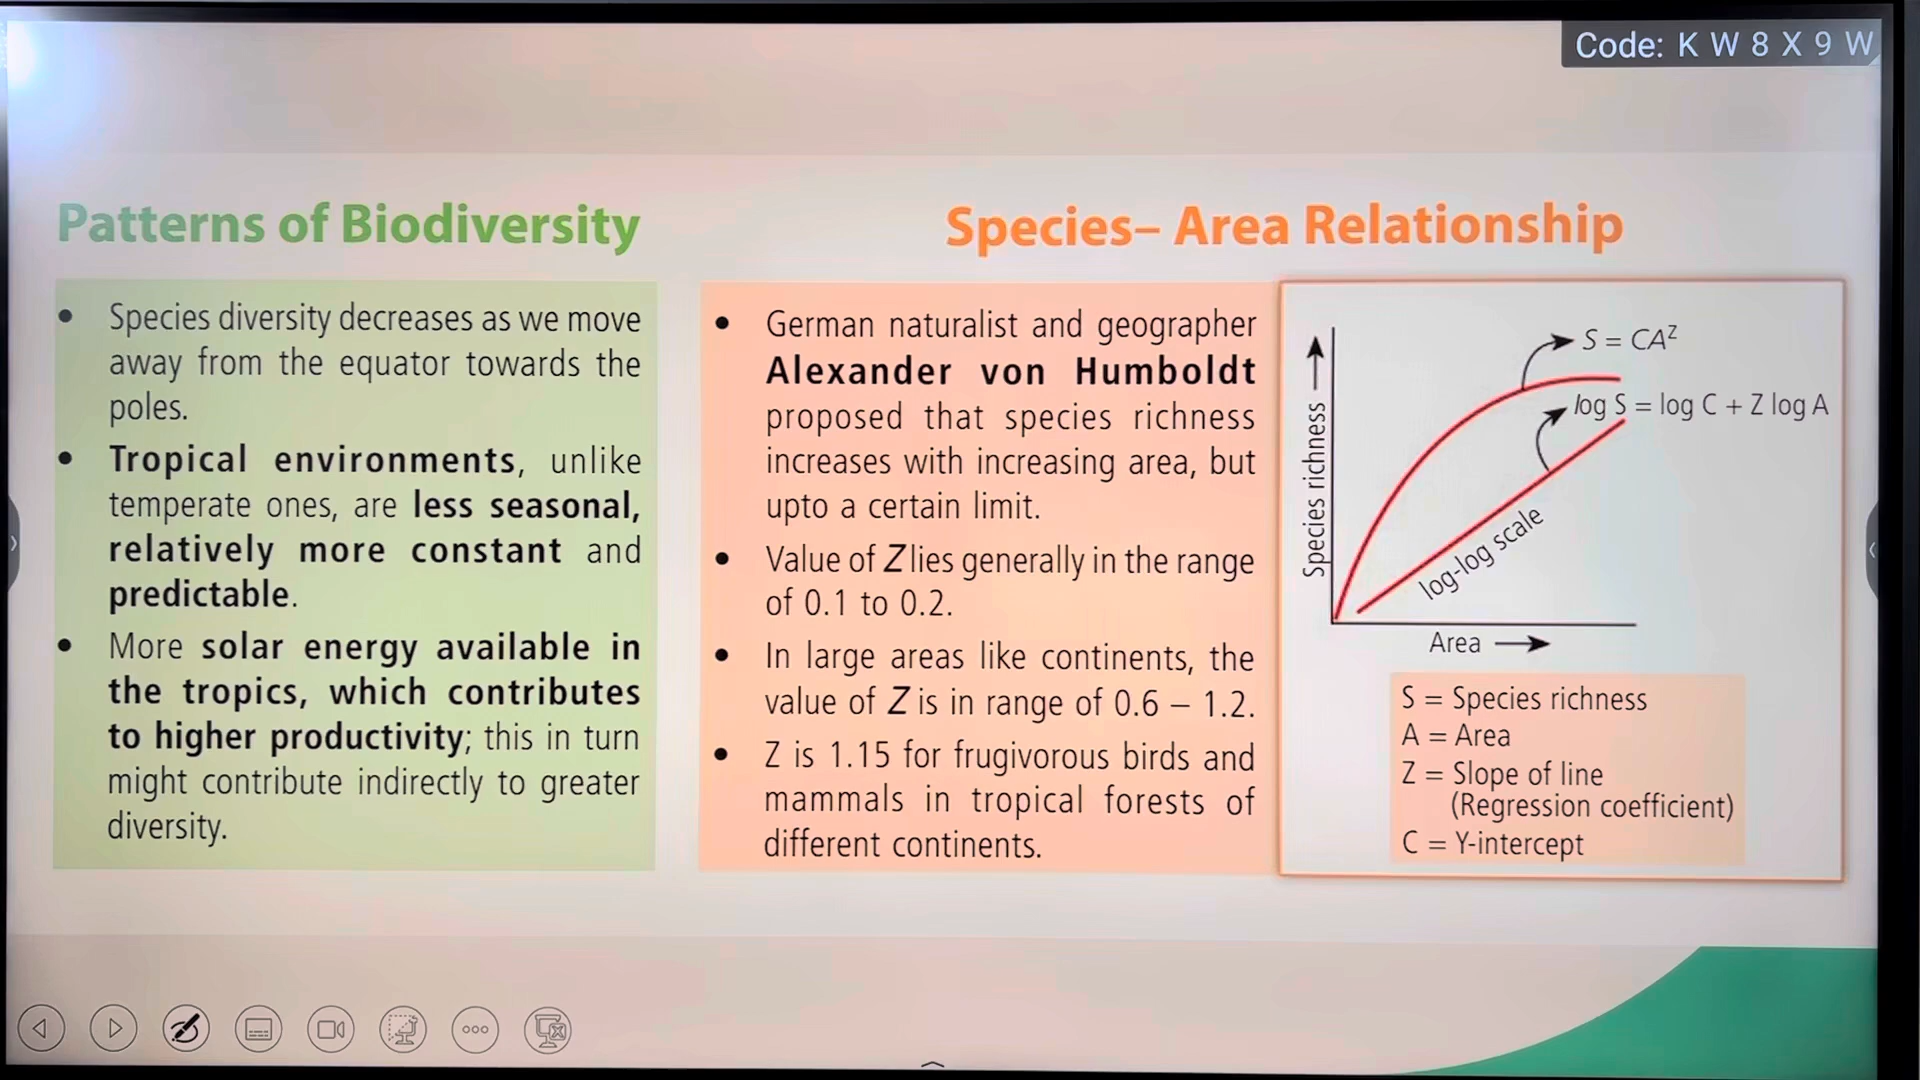 Code: K W 8 X 9 W
Patterns of Biodiversity
• Species diversity decreases as we move
away from the equator towards the
poles.
• Tropical environments, unlike
temperate ones, are less seasonal,
relatively more constant and
predictable.
• More solar energy available in
the tropics, which contributes
to higher productivity; this in turn
might contribute indirectly to greater
diversity.
Species– Area Relationship
• German naturalist and geographer
Alexander von Humboldt
proposed that species richness
increases with increasing area, but
upto a certain limit.
• Value of Z lies generally in the range
of 0.1 to 0.2.
• In large areas like continents, the
value of Z is in range of 0.6 – 1.2.
• Z is 1.15 for frugivorous birds and
mammals in tropical forests of
different continents.
Species richness
S = CA^Z
log S = log C + Z log A
log-log scale
Area
S = Species richness
A = Area
Z = Slope of line
(Regression coefficient)
C = Y-intercept